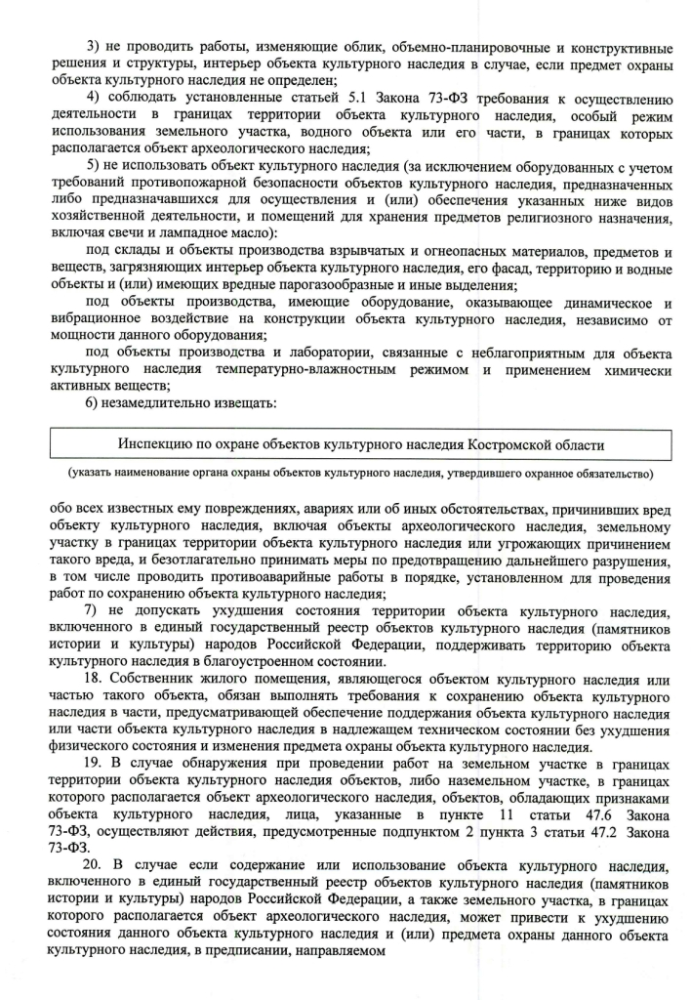 3) не проводить работы, изменяющие облик, объемно-планировочные и конструктивные
решения и структуры, интерьер объекта культурного наследия в случае, если предмет охраны
объекта культурного наследия не определен;
4) соблюдать установленные статьей 5.1 Закона 73-ФЗ требования к осуществлению
деятельности в границах территории объекта культурного наследия, особый режим
использования земельного участка, водного объекта или его части, в границах которых
располагается объект археологического наследия;
5) не использовать объект культурного наследия (за исключением оборудованных с учетом
требований противопожарной безопасности объектов культурного наследия, предназначенных
либо предназначавшихся для осуществления и (или) обеспечения указанных ниже видов
хозяйственной деятельности, и помещений для хранения предметов религиозного назначения,
включая свечи и лампадное масло):
под склады и объекты производства взрывчатых и огнеопасных материалов, предметов и
веществ, загрязняющих интерьер объекта культурного наследия, его фасад, территорию и водные
объекты и (или) имеющих вредные парогазообразные и иные выделения;
под объекты производства, имеющие оборудование, оказывающее динамическое и
вибрационное воздействие на конструкции объекта культурного наследия, независимо от
мощности данного оборудования;
под объекты производства и лаборатории, связанные с неблагоприятным для объекта
культурного наследия температурно-влажностным режимом и применением химически
активных веществ;
6) незамедлительно извещать:
Инспекцию по охране объектов культурного наследия Костромской области
(указать наименование органа охраны объектов культурного наследия, утвердившего охранное обязательство)
обо всех известных ему повреждениях, авариях или об иных обстоятельствах, причинивших вред
объекту культурного наследия, включая объекты археологического наследия, земельному
участку в границах территории объекта культурного наследия или угрожающих причинением
такого вреда, и безотлагательно принимать меры по предотвращению дальнейшего разрушения,
в том числе проводить противоаварийные работы в порядке, установленном для проведения
работ по сохранению объекта культурного наследия;
7) не допускать ухудшения состояния территории объекта культурного наследия,
включенного в единый государственный реестр объектов культурного наследия (памятников
истории и культуры) народов Российской Федерации, поддерживать территорию объекта
культурного наследия в благоустроенном состоянии.
18. Собственник жилого помещения, являющегося объектом культурного наследия или
частью такого объекта, обязан выполнять требования к сохранению объекта культурного
наследия в части, предусматривающей обеспечение поддержания объекта культурного наследия
или части объекта культурного наследия в надлежащем техническом состоянии без ухудшения
физического состояния и изменения предмета охраны объекта культурного наследия.
19. В случае обнаружения при проведении работ на земельном участке в границах
территории объекта культурного наследия объектов, либо наземельном участке, в границах
которого располагается объект археологического наследия, объектов, обладающих признаками
объекта культурного наследия, лица, указанные в пункте 11 статьи 47.6 Закона
73-ФЗ, осуществляют действия, предусмотренные подпунктом 2 пункта 3 статьи 47.2 Закона
73-ФЗ.
20. В случае если содержание или использование объекта культурного наследия,
включенного в единый государственный реестр объектов культурного наследия (памятников
истории и культуры) народов Российской Федерации, а также земельного участка, в границах
которого располагается объект археологического наследия, может привести к ухудшению
состояния данного объекта культурного наследия и (или) предмета охраны данного объекта
культурного наследия, в предписании, направляемом